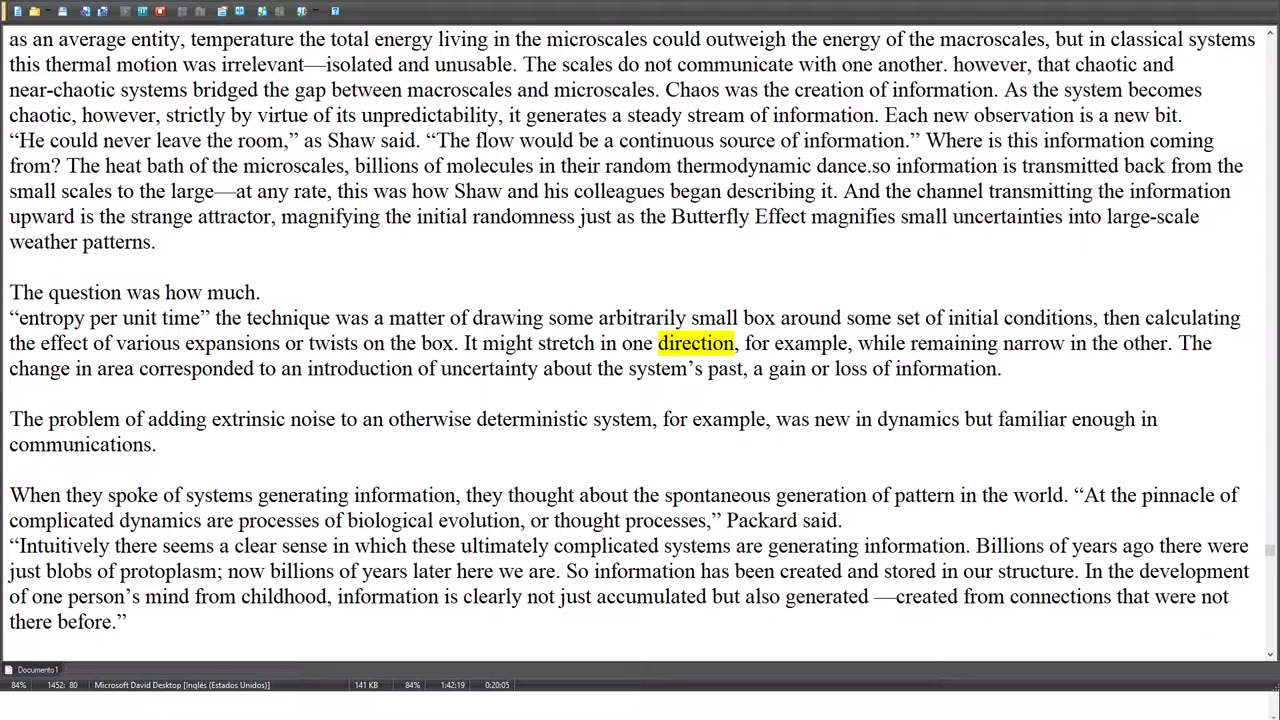 as an average entity, temperature the total energy living in the microscales could outweigh the energy of the macroscales, but in classical systems
this thermal motion was irrelevant—isolated and unusable. The scales do not communicate with one another. however, that chaotic and
near-chaotic systems bridged the gap between macroscales and microscales. Chaos was the creation of information. As the system becomes
chaotic, however, strictly by virtue of its unpredictability, it generates a steady stream of information. Each new observation is a new bit.
“He could never leave the room,” as Shaw said. “The flow would be a continuous source of information.” Where is this information coming
from? The heat bath of the microscales, billions of molecules in their random thermodynamic dance.so information is transmitted back from the
small scales to the large—at any rate, this was how Shaw and his colleagues began describing it. And the channel transmitting the information
upward is the strange attractor, magnifying the initial randomness just as the Butterfly Effect magnifies small uncertainties into large-scale
weather patterns.
The question was how much.
“entropy per unit time” the technique was a matter of drawing some arbitrarily small box around some set of initial conditions, then calculating
the effect of various expansions or twists on the box. It might stretch in one direction, for example, while remaining narrow in the other. The
change in area corresponded to an introduction of uncertainty about the system’s past, a gain or loss of information.
The problem of adding extrinsic noise to an otherwise deterministic system, for example, was new in dynamics but familiar enough in
communications.
When they spoke of systems generating information, they thought about the spontaneous generation of pattern in the world. “At the pinnacle of
complicated dynamics are processes of biological evolution, or thought processes,” Packard said.
“Intuitively there seems a clear sense in which these ultimately complicated systems are generating information. Billions of years ago there were
just blobs of protoplasm; now billions of years later here we are. So information has been created and stored in our structure. In the development
of one person’s mind from childhood, information is clearly not just accumulated but also generated —created from connections that were not
there before.”
Documento1
84% 1452: 80 Microsoft David Desktop [Inglés (Estados Unidos)] 141 KB 84% 1:42:19 0:20:05